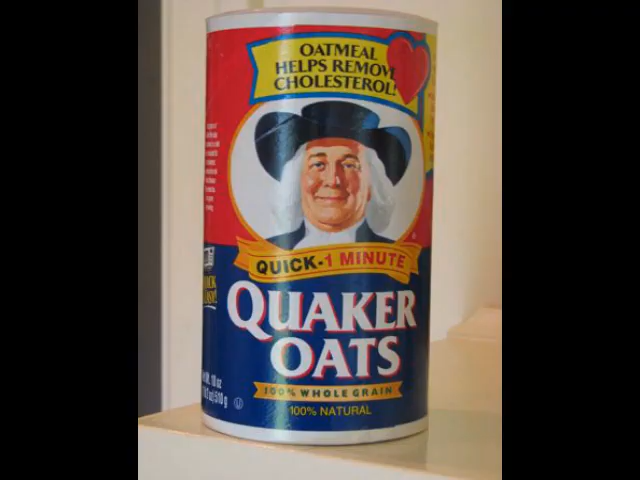 OATMEAL
HELPS REMOVE
CHOLESTEROL!
QUICK-1 MINUTE
QUAKER
OATS
100% WHOLE GRAIN
100% NATURAL